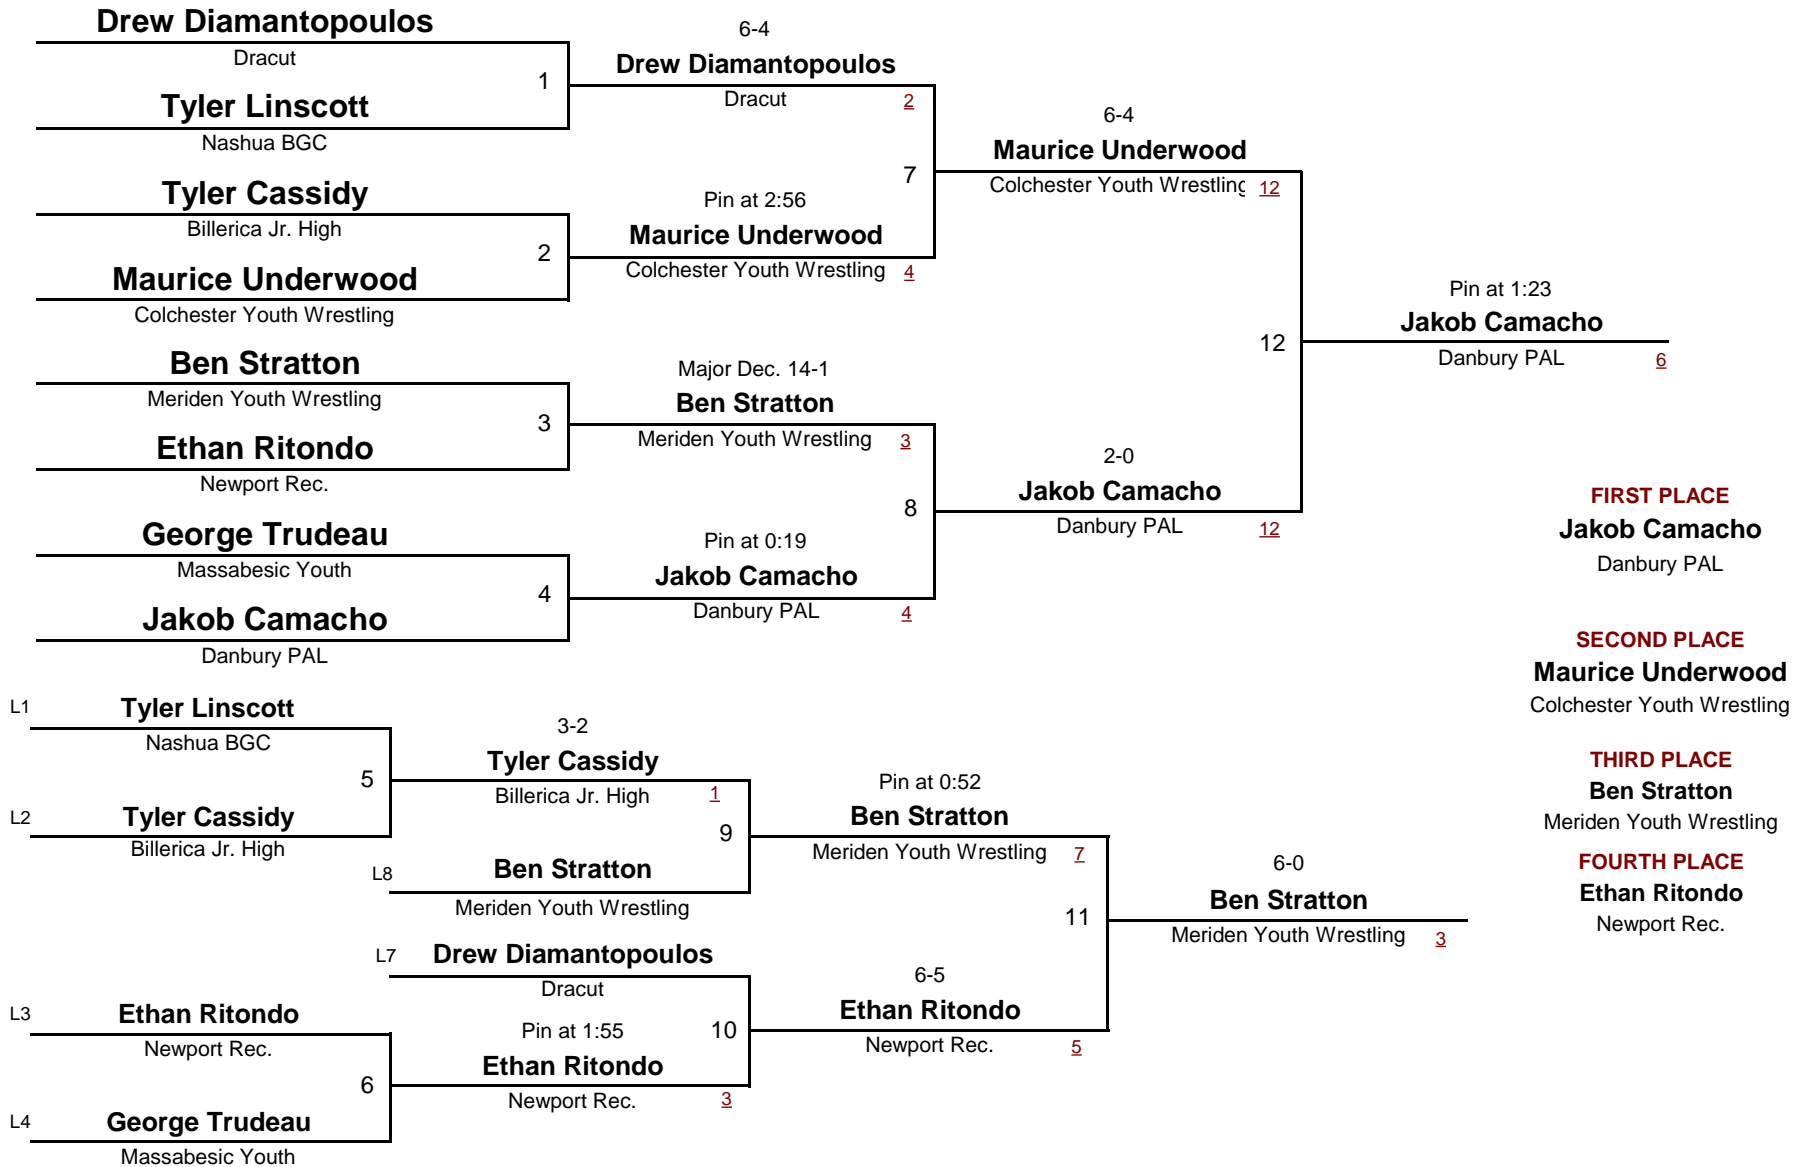 Drew Diamantopoulos
Dracut
1
Tyler Linscott
Nashua BGC
Tyler Cassidy
Billerica Jr. High
2
Maurice Underwood
Colchester Youth Wrestling
Ben Stratton
Meriden Youth Wrestling
3
Ethan Ritondo
Newport Rec.
George Trudeau
Massabesic Youth
4
Jakob Camacho
Danbury PAL
6-4
Drew Diamantopoulos
Dracut 2
7
Pin at 2:56
Maurice Underwood
Colchester Youth Wrestling 4
Major Dec. 14-1
Ben Stratton
Meriden Youth Wrestling 3
8
Pin at 0:19
Jakob Camacho
Danbury PAL 4
6-4
Maurice Underwood
Colchester Youth Wrestling 12
12
2-0
Jakob Camacho
Danbury PAL 12
Pin at 1:23
Jakob Camacho
Danbury PAL 6
FIRST PLACE
Jakob Camacho
Danbury PAL
SECOND PLACE
Maurice Underwood
Colchester Youth Wrestling
THIRD PLACE
Ben Stratton
Meriden Youth Wrestling
FOURTH PLACE
Ethan Ritondo
Newport Rec.
L1 Tyler Linscott
Nashua BGC
5
L2 Tyler Cassidy
Billerica Jr. High
L3 Ethan Ritondo
Newport Rec.
6
L4 George Trudeau
Massabesic Youth
3-2
Tyler Cassidy
Billerica Jr. High 1
9
L8 Ben Stratton
Meriden Youth Wrestling
L7 Drew Diamantopoulos
Dracut
Pin at 1:55 10
Ethan Ritondo
Newport Rec. 3
Pin at 0:52
Ben Stratton
Meriden Youth Wrestling 7
11
6-5
Ethan Ritondo
Newport Rec. 5
6-0
Ben Stratton
Meriden Youth Wrestling 3